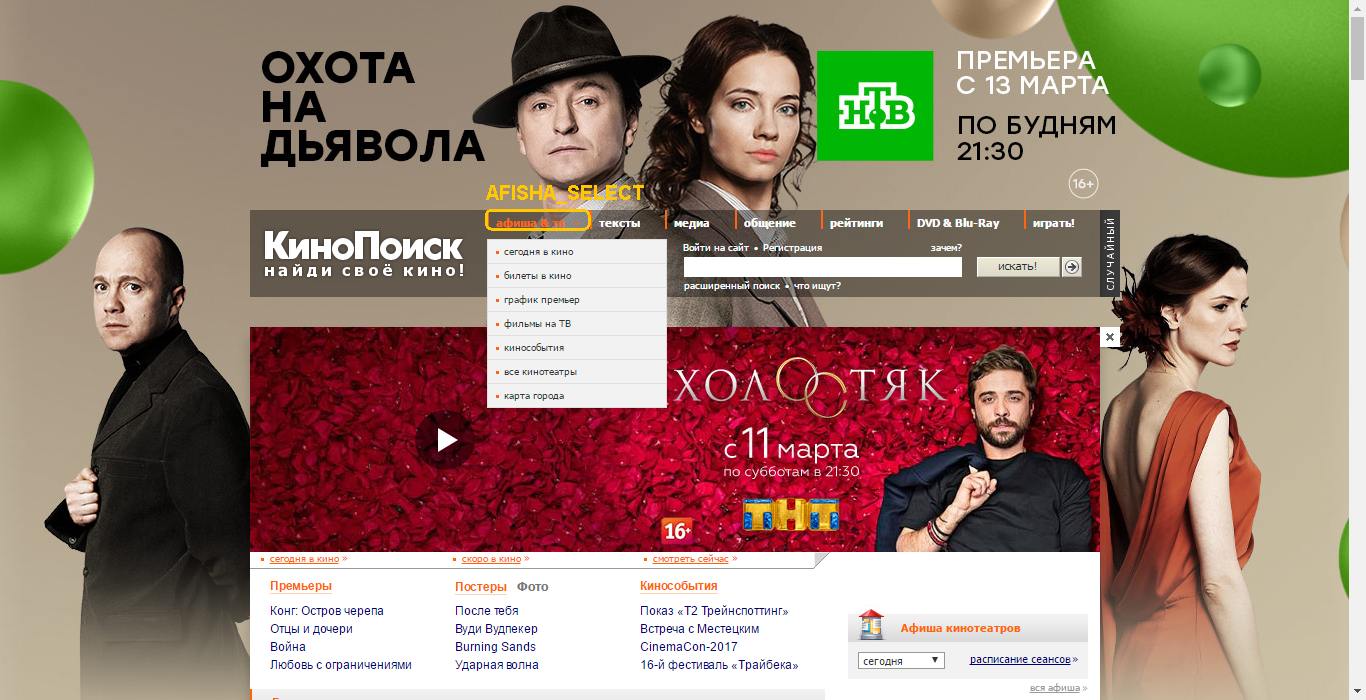 ОХОТА
НА
ДЬЯВОЛА
НТВ
ПРЕМЬЕРА
С 13 МАРТА
ПО БУДНЯМ
21:30
16+
AFISHA_SELECT
афиша & тв
тексты
медиа
общение
рейтинги
DVD & Blu-Ray
играть!
КиноПоиск
найди своё кино!
СЛУЧАЙНЫЙ
Войти на сайт • Регистрация
зачем?
искать!
расширенный поиск • что ищут?
сегодня в кино
билеты в кино
график премьер
фильмы на ТВ
кинособытия
все кинотеатры
карта города
ХОЛОСТЯК
с 11 марта
по субботам в 21:30
16+
ТНТ
сегодня в кино »
скоро в кино »
смотреть сейчас »
Премьеры
Конг: Остров черепа
Отцы и дочери
Война
Любовь с ограничениями
Постеры Фото
После тебя
Вуди Вудпекер
Burning Sands
Ударная волна
Кинособытия
Показ «Т2 Трейнспоттинг»
Встреча с Местецким
CinemaCon-2017
16-й фестиваль «Трайбека»
Афиша кинотеатров
сегодня
расписание сеансов »
вся афиша »